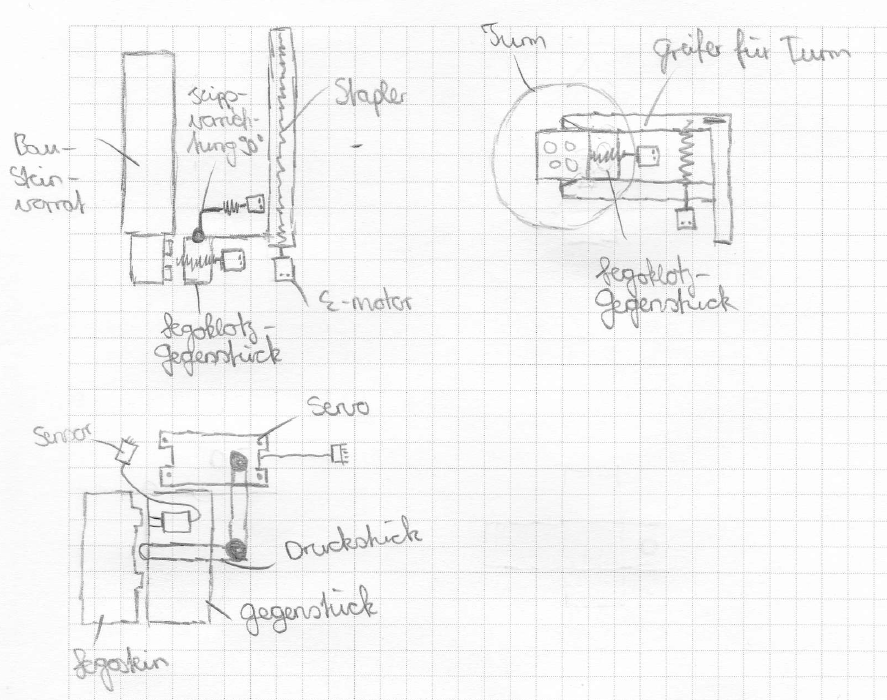 Turm
Greifer für Turm
Kipp-
vorrich-
tung 90°
Stapler
Bau-
Stein-
vorrat
E-motor
Legoklotz-
Gegenstück
Legoklotz-
Gegenstück
Servo
Sensor
Druckstück
Gegenstück
Legostein